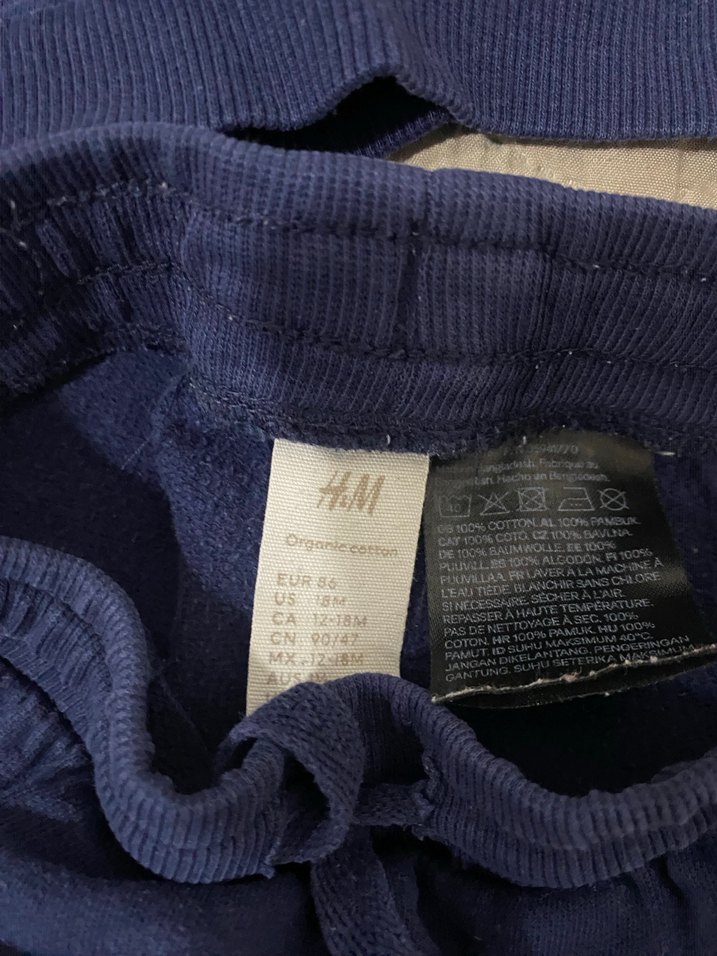 H&M
Organic cotton
EUR 86
US 18M
CA 12-18M
CN 90/47
MX 12-18M
AUS
Bangladesh. Fabriqué au
Hecho en Bangladesh.
GB 100% COTTON. AL 100% PAMBUK.
CAT 100% COTÓ. CZ 100% BAVLNA.
DE 100% BAUMWOLLE. EE 100%
PUUVILL. ES 100% ALGODÓN. FI 100%
PUUVILLAA. FR LAVER À LA MACHINE À
L'EAU TIÈDE. BLANCHIR SANS CHLORE
SI NÉCESSAIRE. SÉCHER À L'AIR.
REPASSER À HAUTE TEMPÉRATURE.
PAS DE NETTOYAGE À SEC. 100%
COTON. HR 100% PAMUK. HU 100%
PAMUT. ID SUHU MAKSIMUM 40°C.
JANGAN DIKELANTANG. PENGERINGAN
GANTUNG. SUHU SETERIKA MAKSIMUM